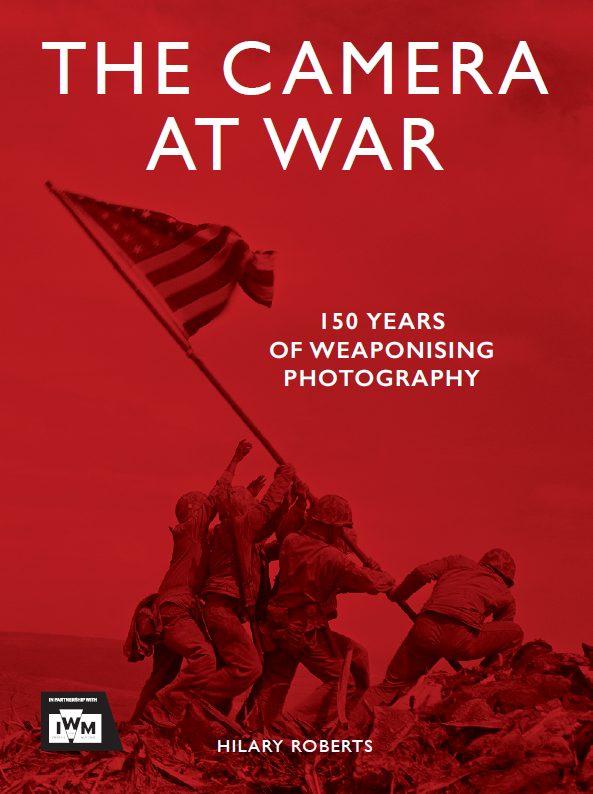 THE CAMERA
AT WAR
150 YEARS
OF WEAPONISING
PHOTOGRAPHY
IN PARTNERSHIP WITH
IWM
HILARY ROBERTS